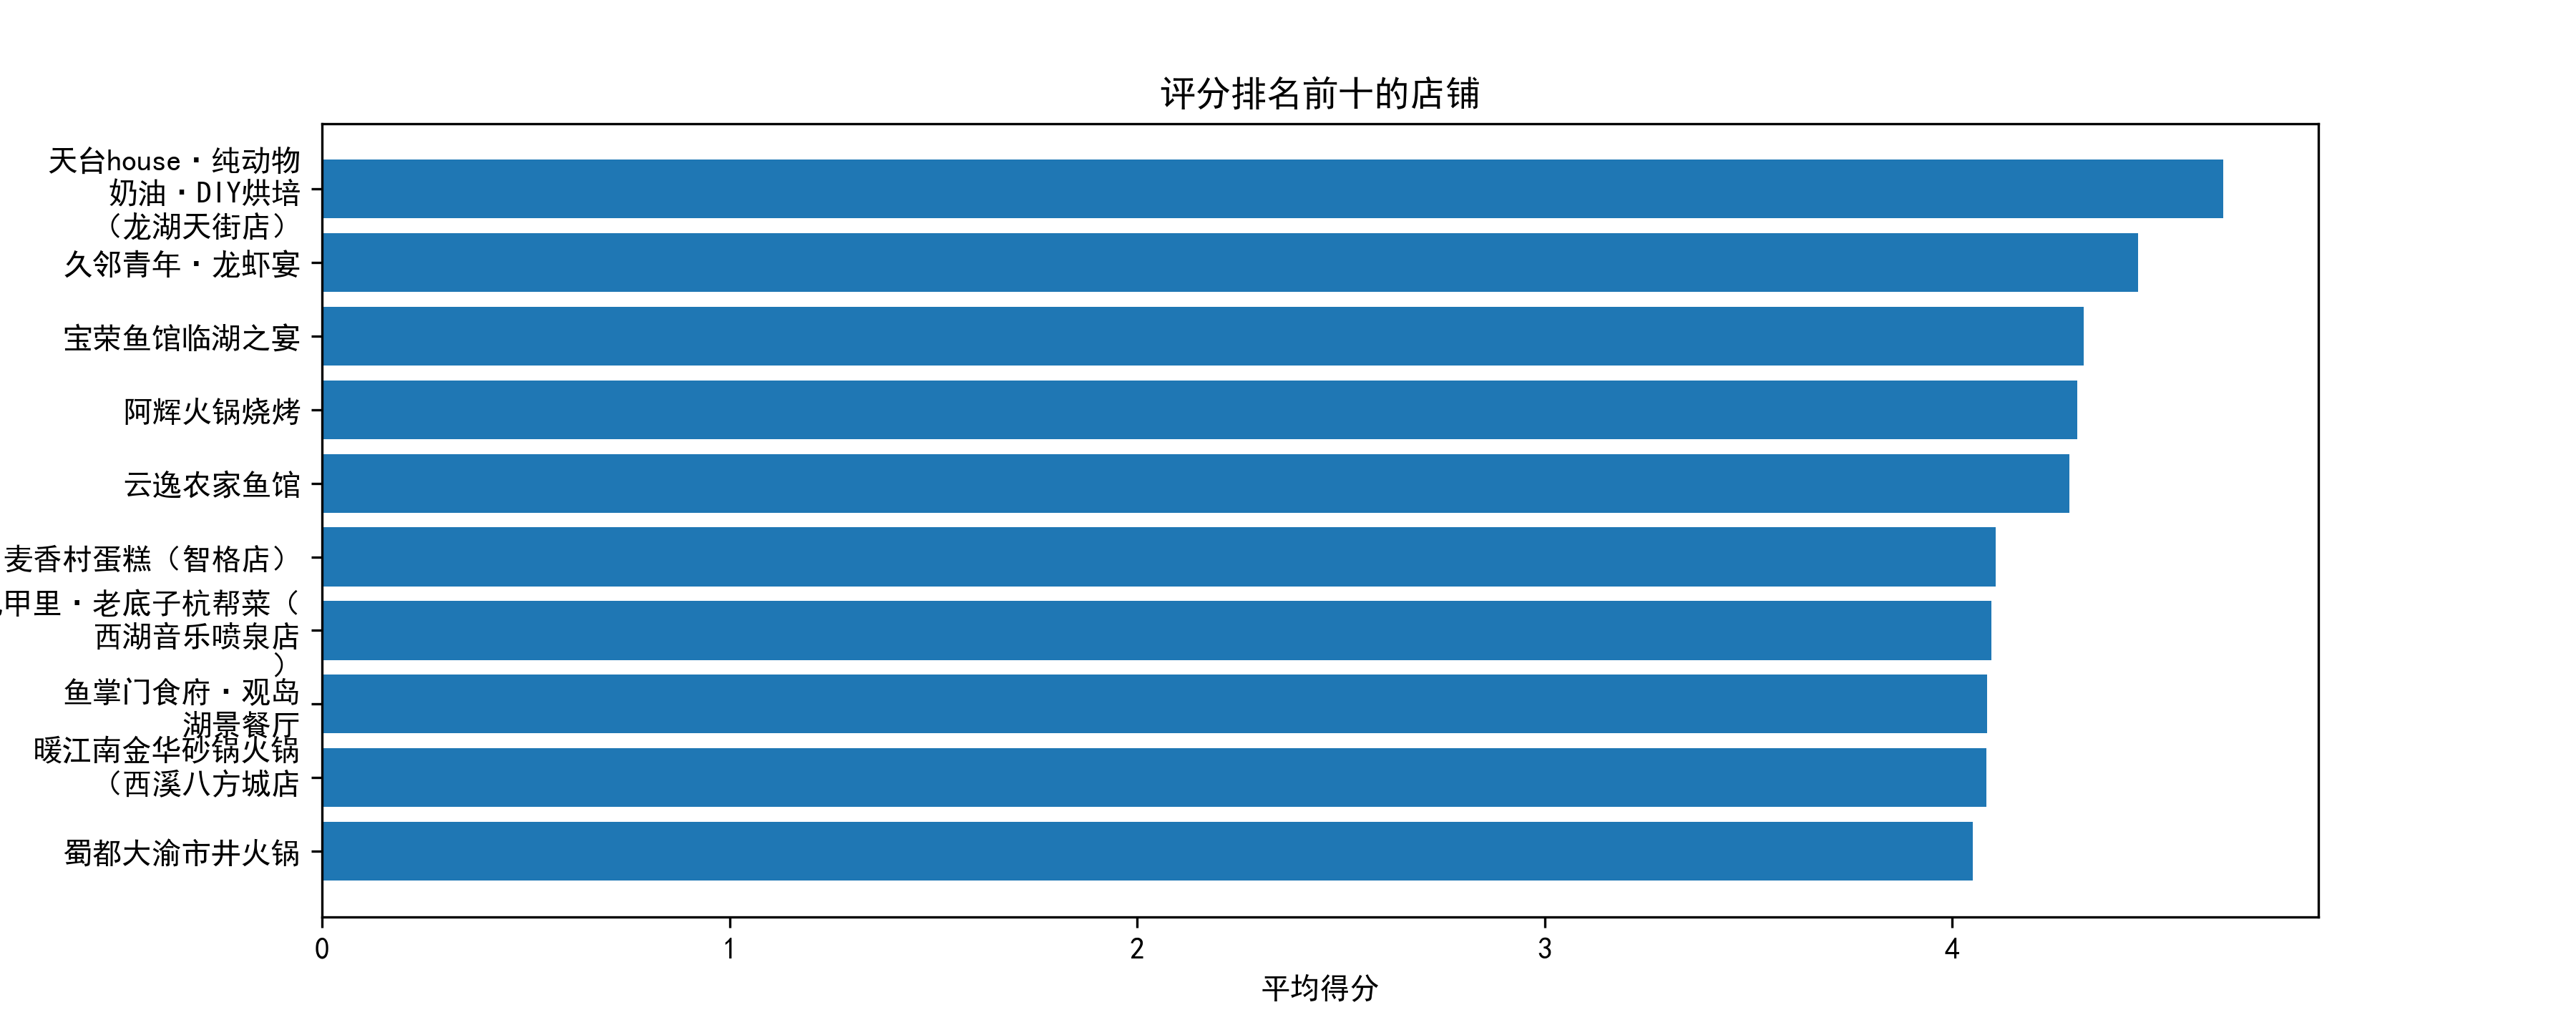 评分排名前十的店铺
天台house·纯动物
奶油·DIY烘培
（龙湖天街店）
久邻青年·龙虾宴
宝荣鱼馆临湖之宴
阿辉火锅烧烤
云逸农家鱼馆
麦香村蛋糕（智格店）
甲里·老底子杭帮菜（
西湖音乐喷泉店
）
鱼掌门食府·观岛
湖景餐厅
暖江南金华砂锅火锅
（西溪八方城店
蜀都大渝市井火锅
0 1 2 3 4
平均得分